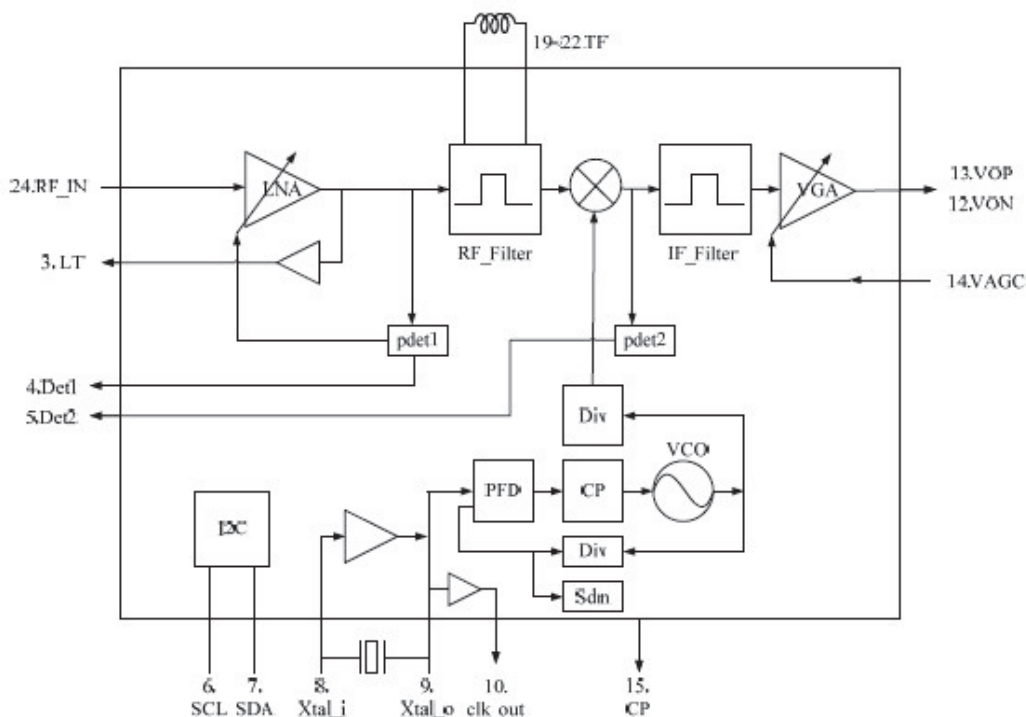 19~22.TF
24.RF_IN
LNA
VGA
13.VOP
12.VON
3. LT
RF_Filter
IF_Filter
14.VAGC
pdet1
pdet2
4.Det1
5.Det2
Div
VCO
PFD
CP
I2C
Div
Sdm
6.
SCL
7.
SDA
8.
Xtal_i
9.
Xtal_o
10.
clk_out
15.
CP